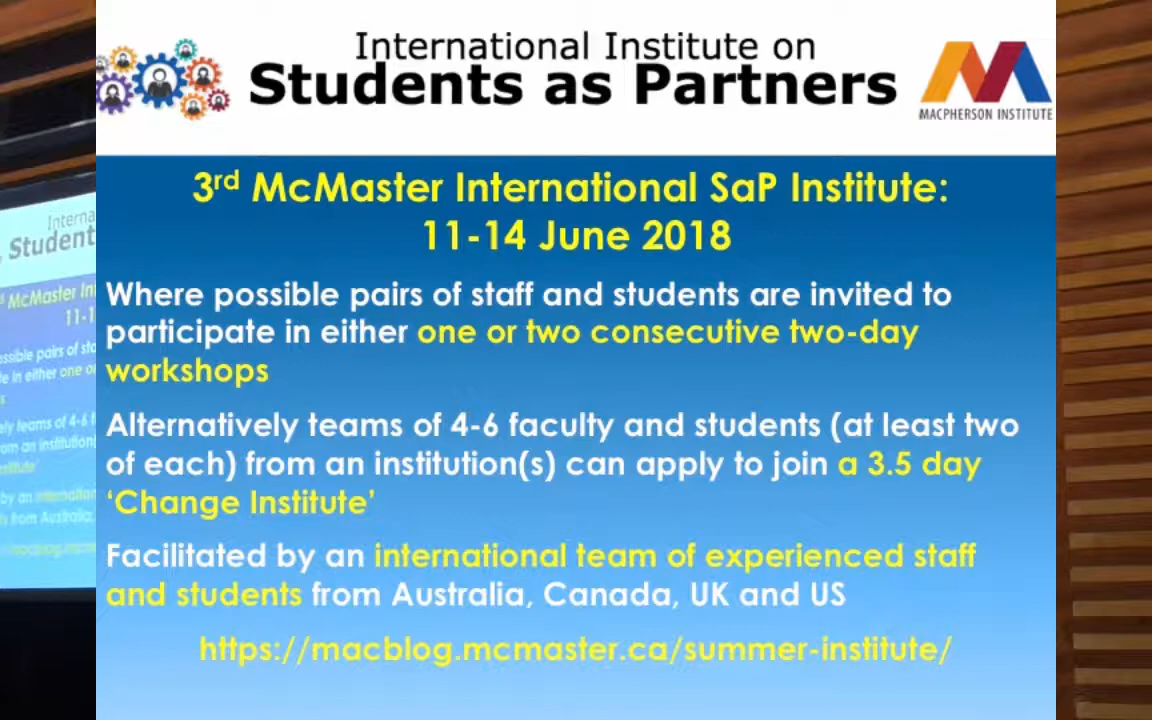 International Institute on
Students as Partners
MACPHERSON INSTITUTE
3rd McMaster International SaP Institute:
11-14 June 2018
Where possible pairs of staff and students are invited to
participate in either one or two consecutive two-day
workshops
Alternatively teams of 4-6 faculty and students (at least two
of each) from an institution(s) can apply to join a 3.5 day
‘Change Institute’
Facilitated by an international team of experienced staff
and students from Australia, Canada, UK and US
https://macblog.mcmaster.ca/summer-institute/